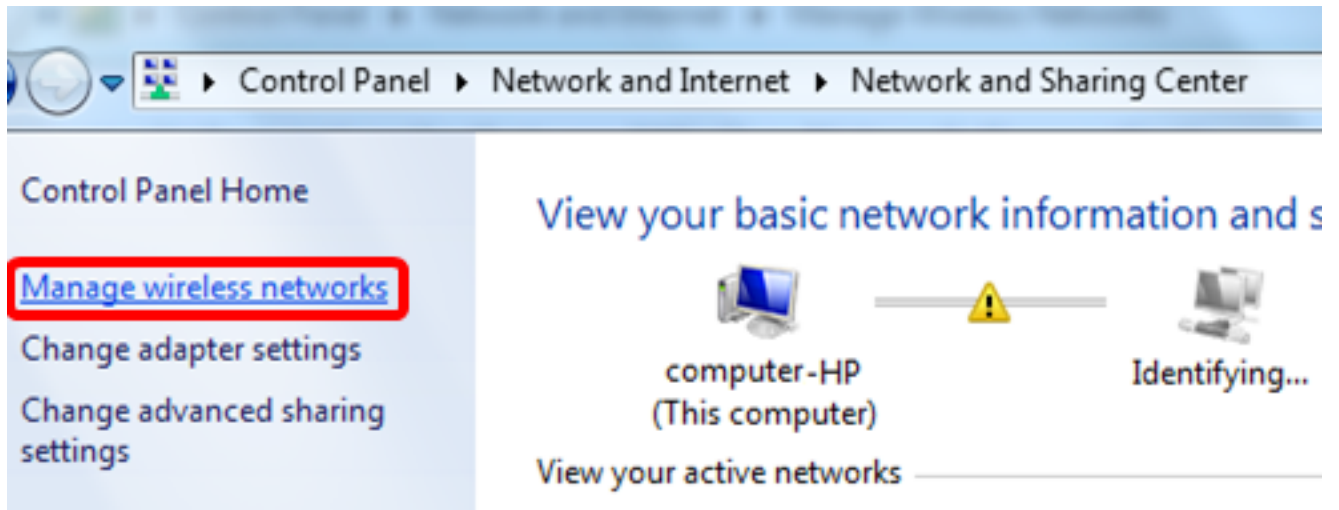 Control Panel ▸ Network and Internet ▸ Network and Sharing Center
Control Panel Home
Manage wireless networks
Change adapter settings
Change advanced sharing
settings
View your basic network information and s
computer-HP
(This computer)
Identifying...
View your active networks